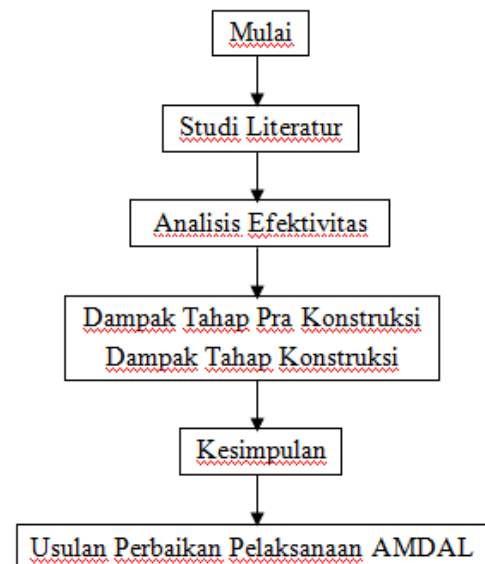 Mulai
Studi Literatur
Analisis Efektivitas
Dampak Tahap Pra Konstruksi
Dampak Tahap Konstruksi
Kesimpulan
Usulan Perbaikan Pelaksanaan AMDAL